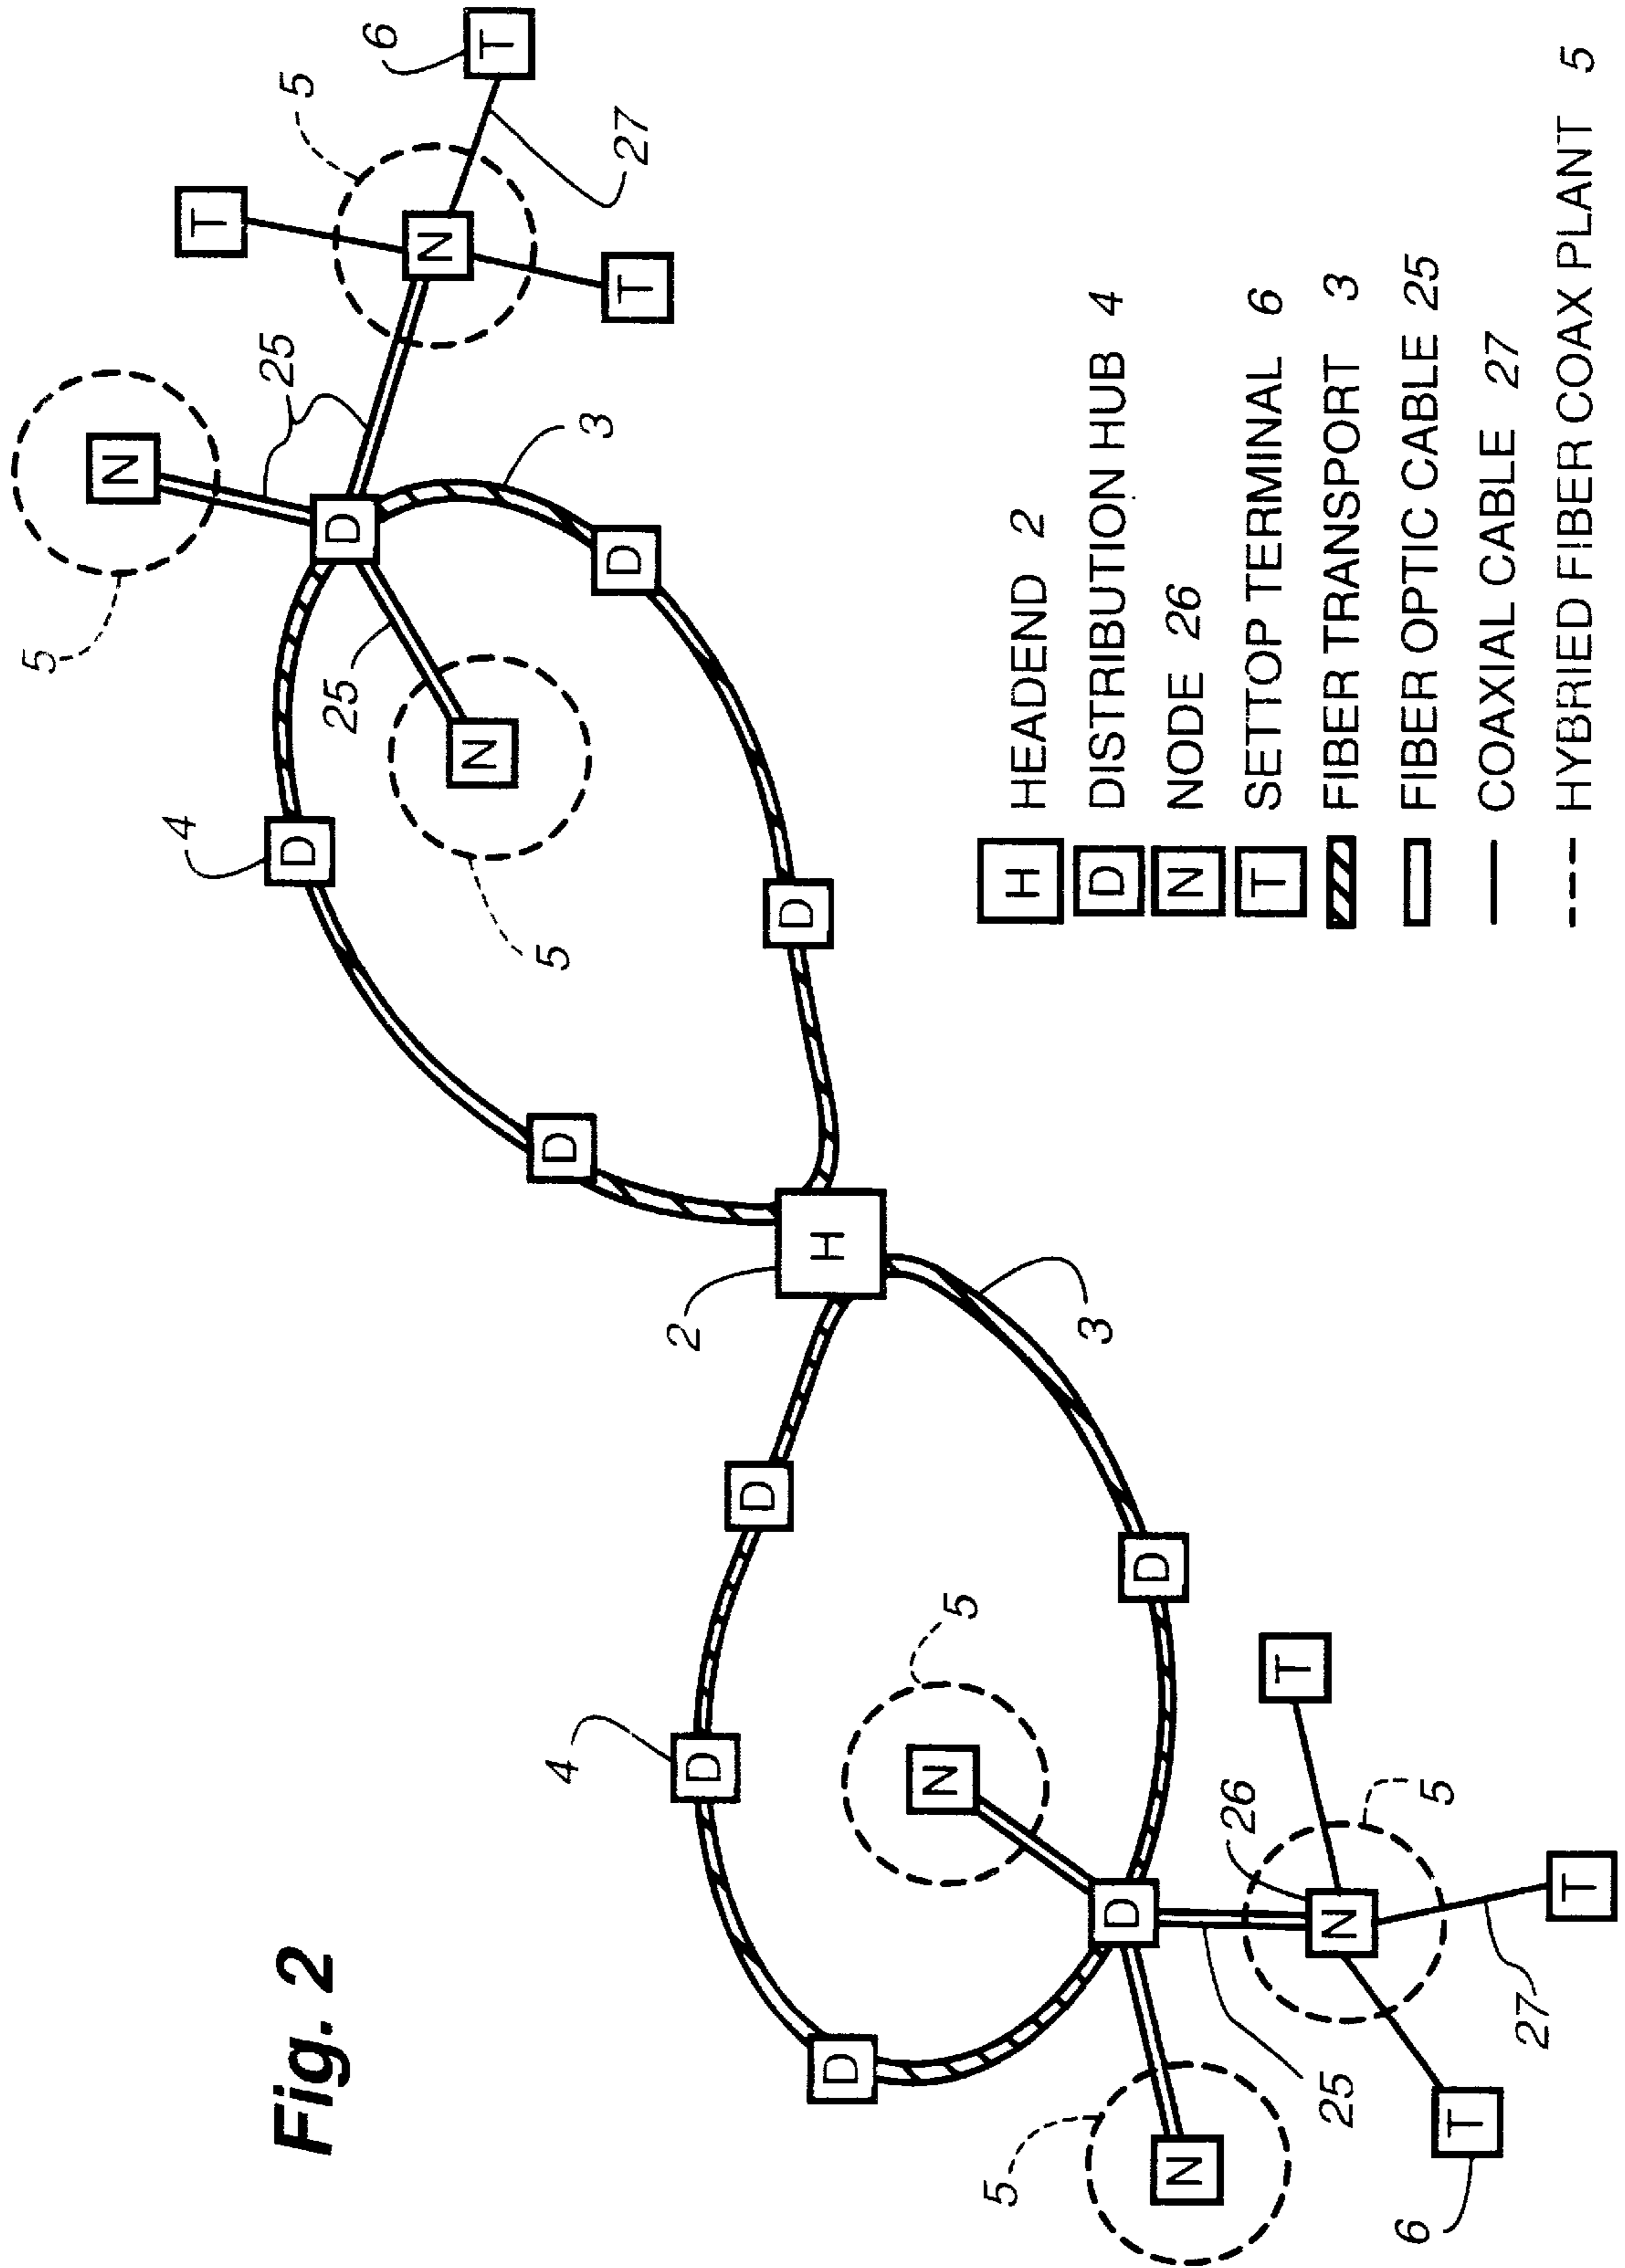 5
N
4
T
25
5
Fig. 2
D
25
D
6
N
N
T
5
D
4
3
D
27
T
2
D
D
D
H
D
N
5
5
3
D
D
N
26
T
25
N
6
5
T
27
T
H HEADEND 2
D DISTRIBUTION HUB 4
N NODE 26
T SETTOP TERMINAL 6
FIBER TRANSPORT 3
FIBER OPTIC CABLE 25
COAXIAL CABLE 27
HYBRIED FIBER COAX PLANT 5